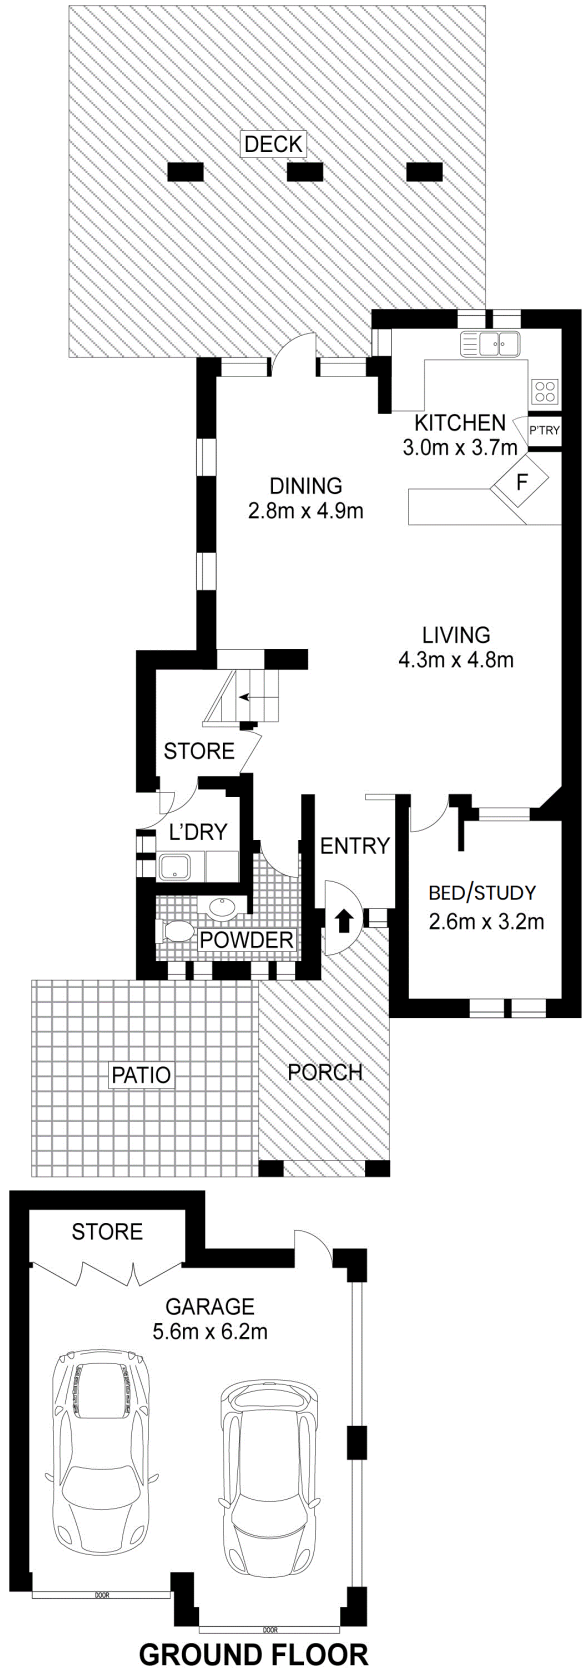 DECK
KITCHEN
3.0m x 3.7m
P'TRY
F
DINING
2.8m x 4.9m
LIVING
4.3m x 4.8m
STORE
L'DRY
ENTRY
BED/STUDY
2.6m x 3.2m
POWDER
PATIO
PORCH
STORE
GARAGE
5.6m x 6.2m
DOOR
DOOR
GROUND FLOOR